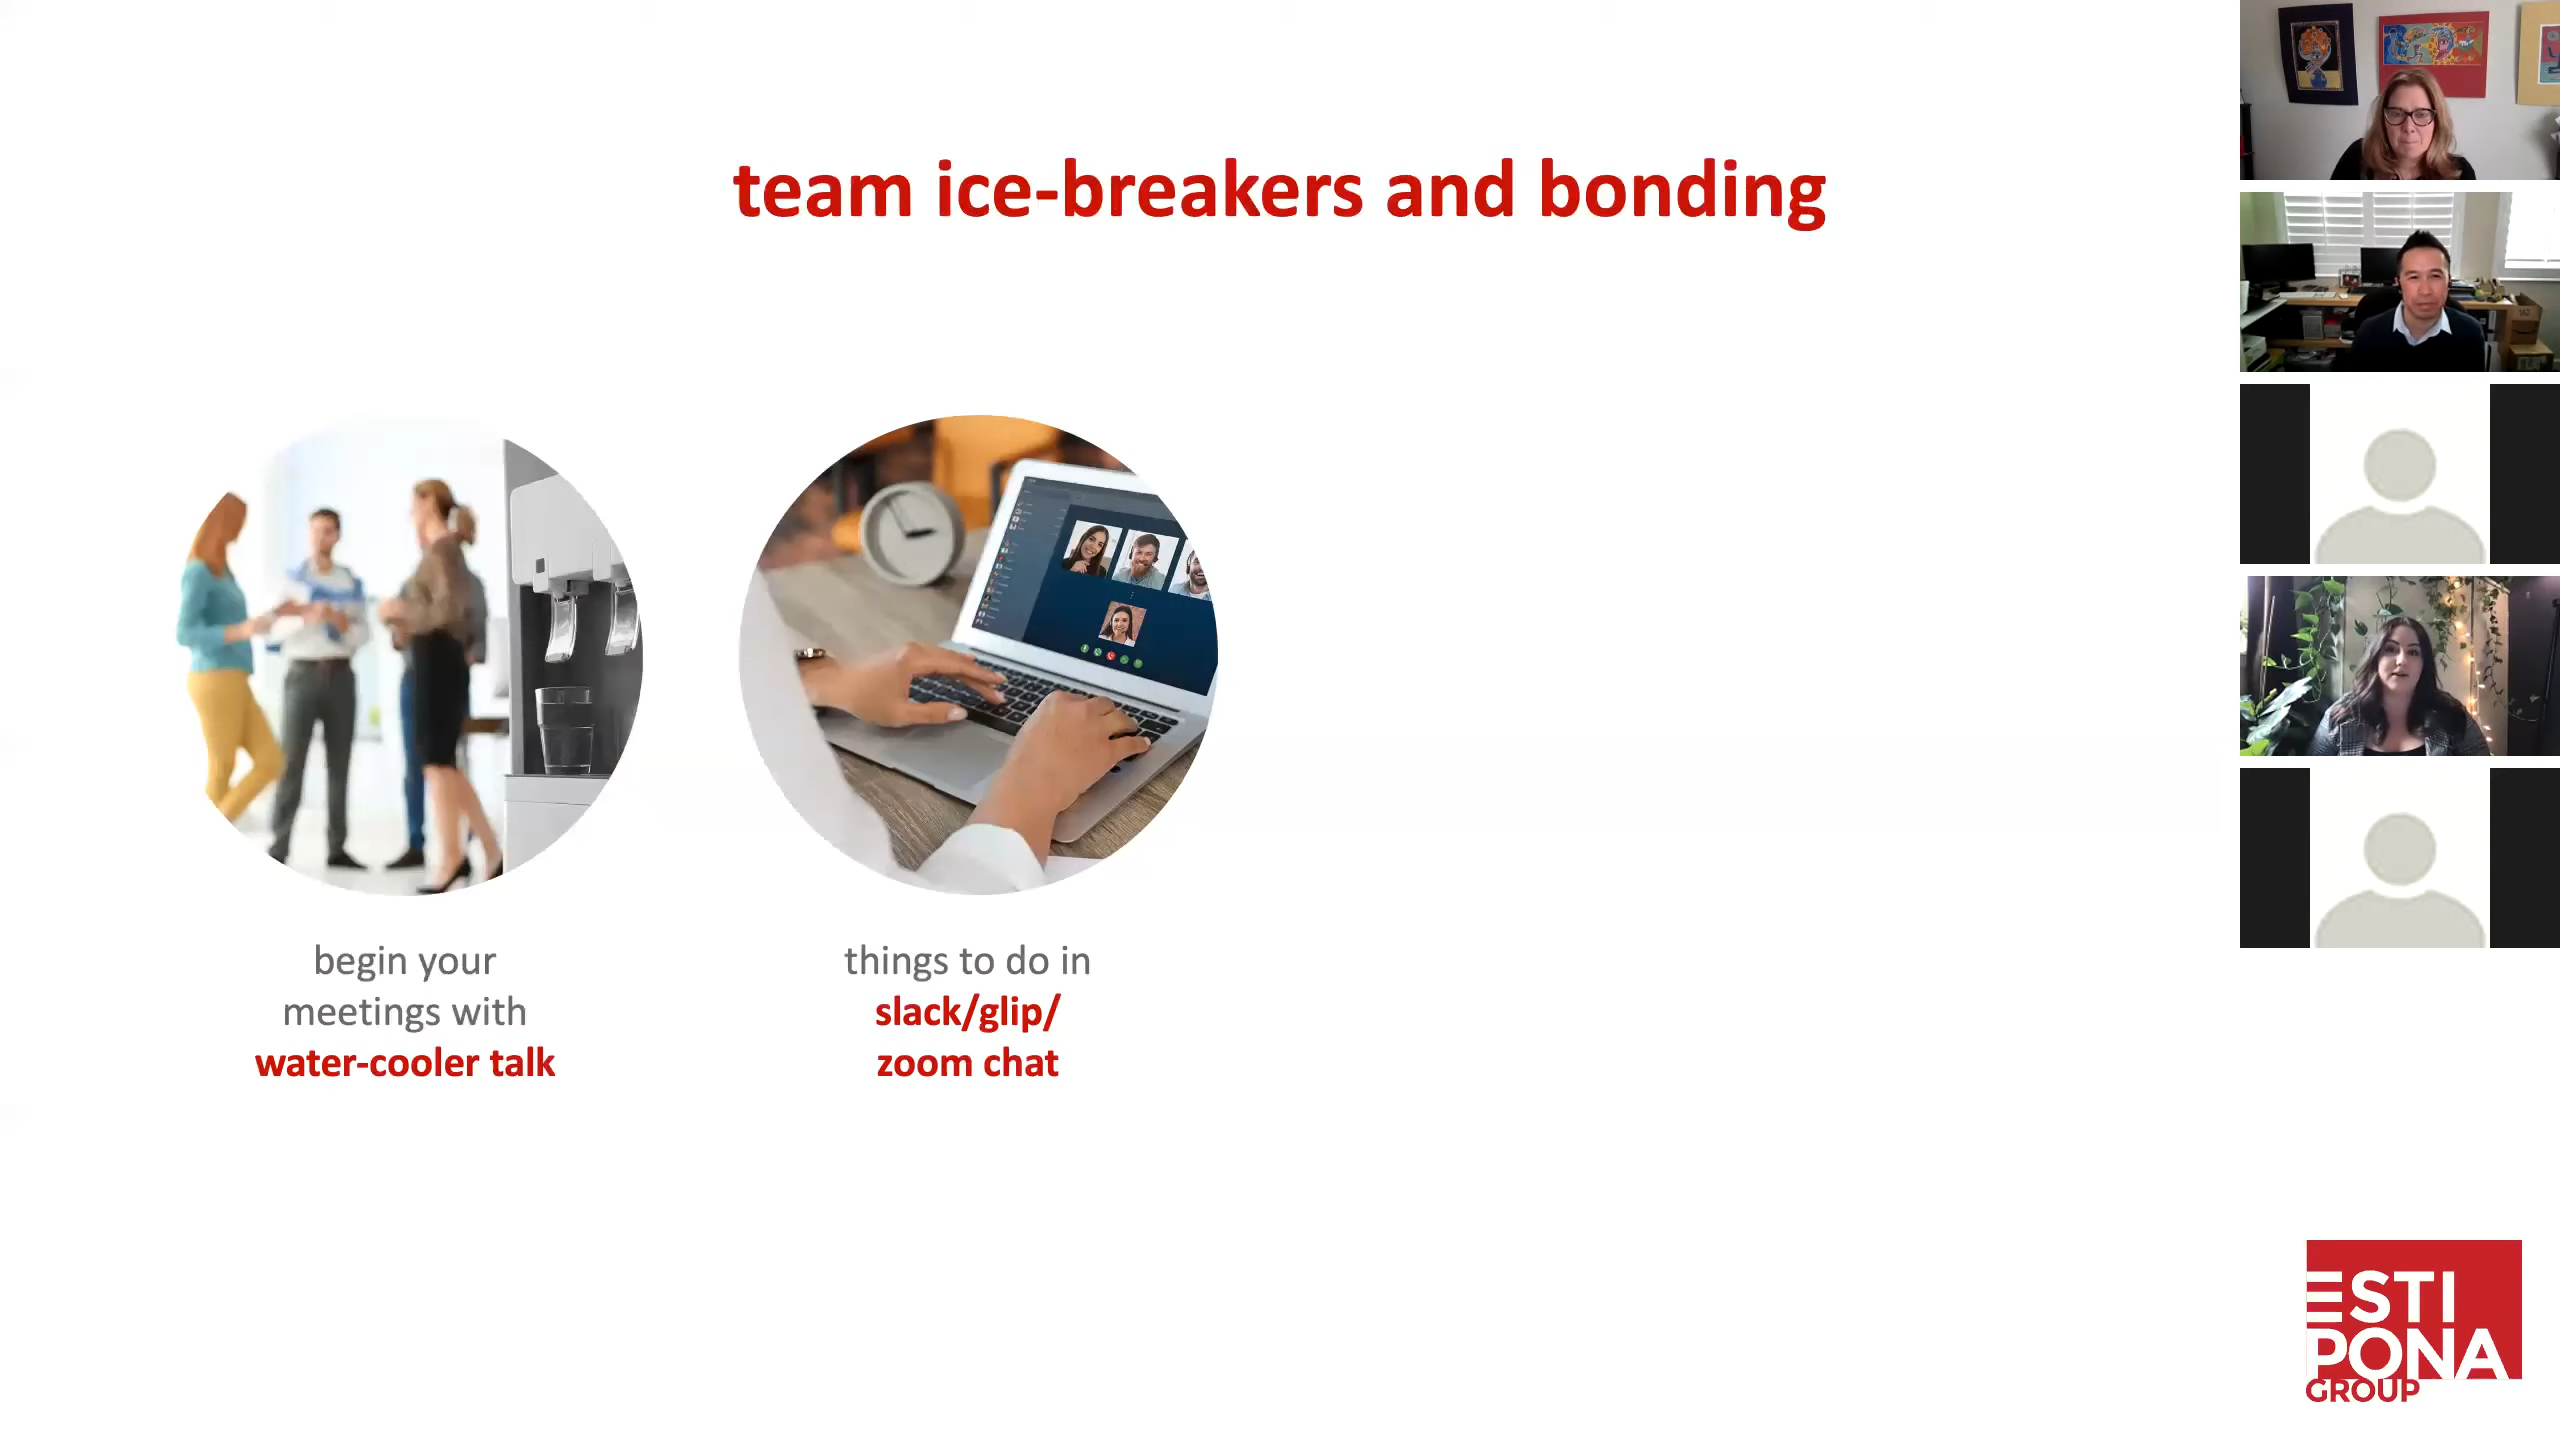 team ice-breakers and bonding
begin your
meetings with
water-cooler talk
things to do in
slack/glip/
zoom chat
ESTI
PONA
GROUP